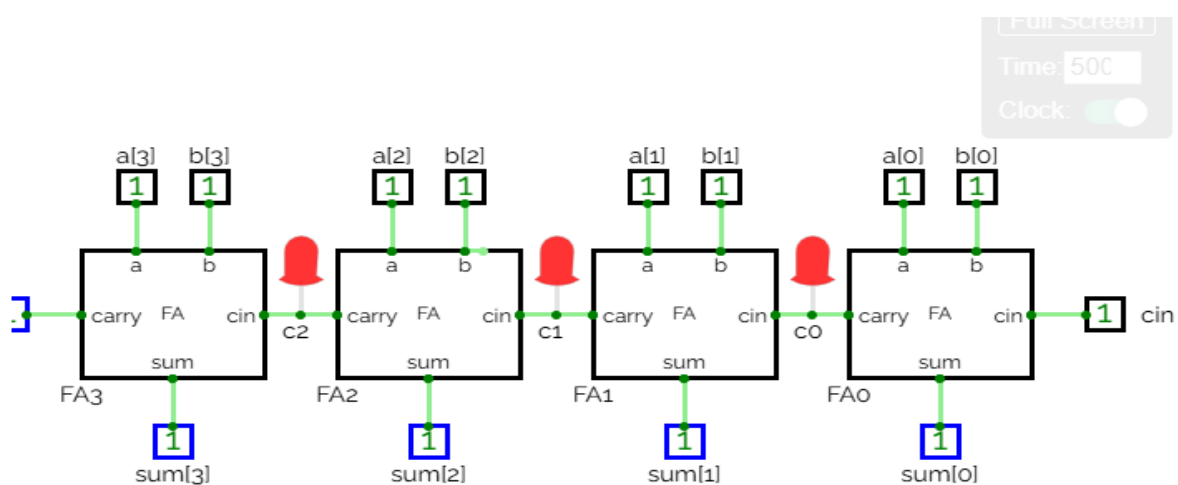 Full Screen
Time: 500
Clock:
a[3] b[3] a[2] b[2] a[1] b[1] a[0] b[0]
1 1 1 1 1 1 1 1
a b a b a b a b
carry FA cin carry FA cin carry FA cin carry FA cin 1 cin
c2 c1 c0
sum sum sum sum
FA3 FA2 FA1 FA0
1 1 1 1
sum[3] sum[2] sum[1] sum[0]